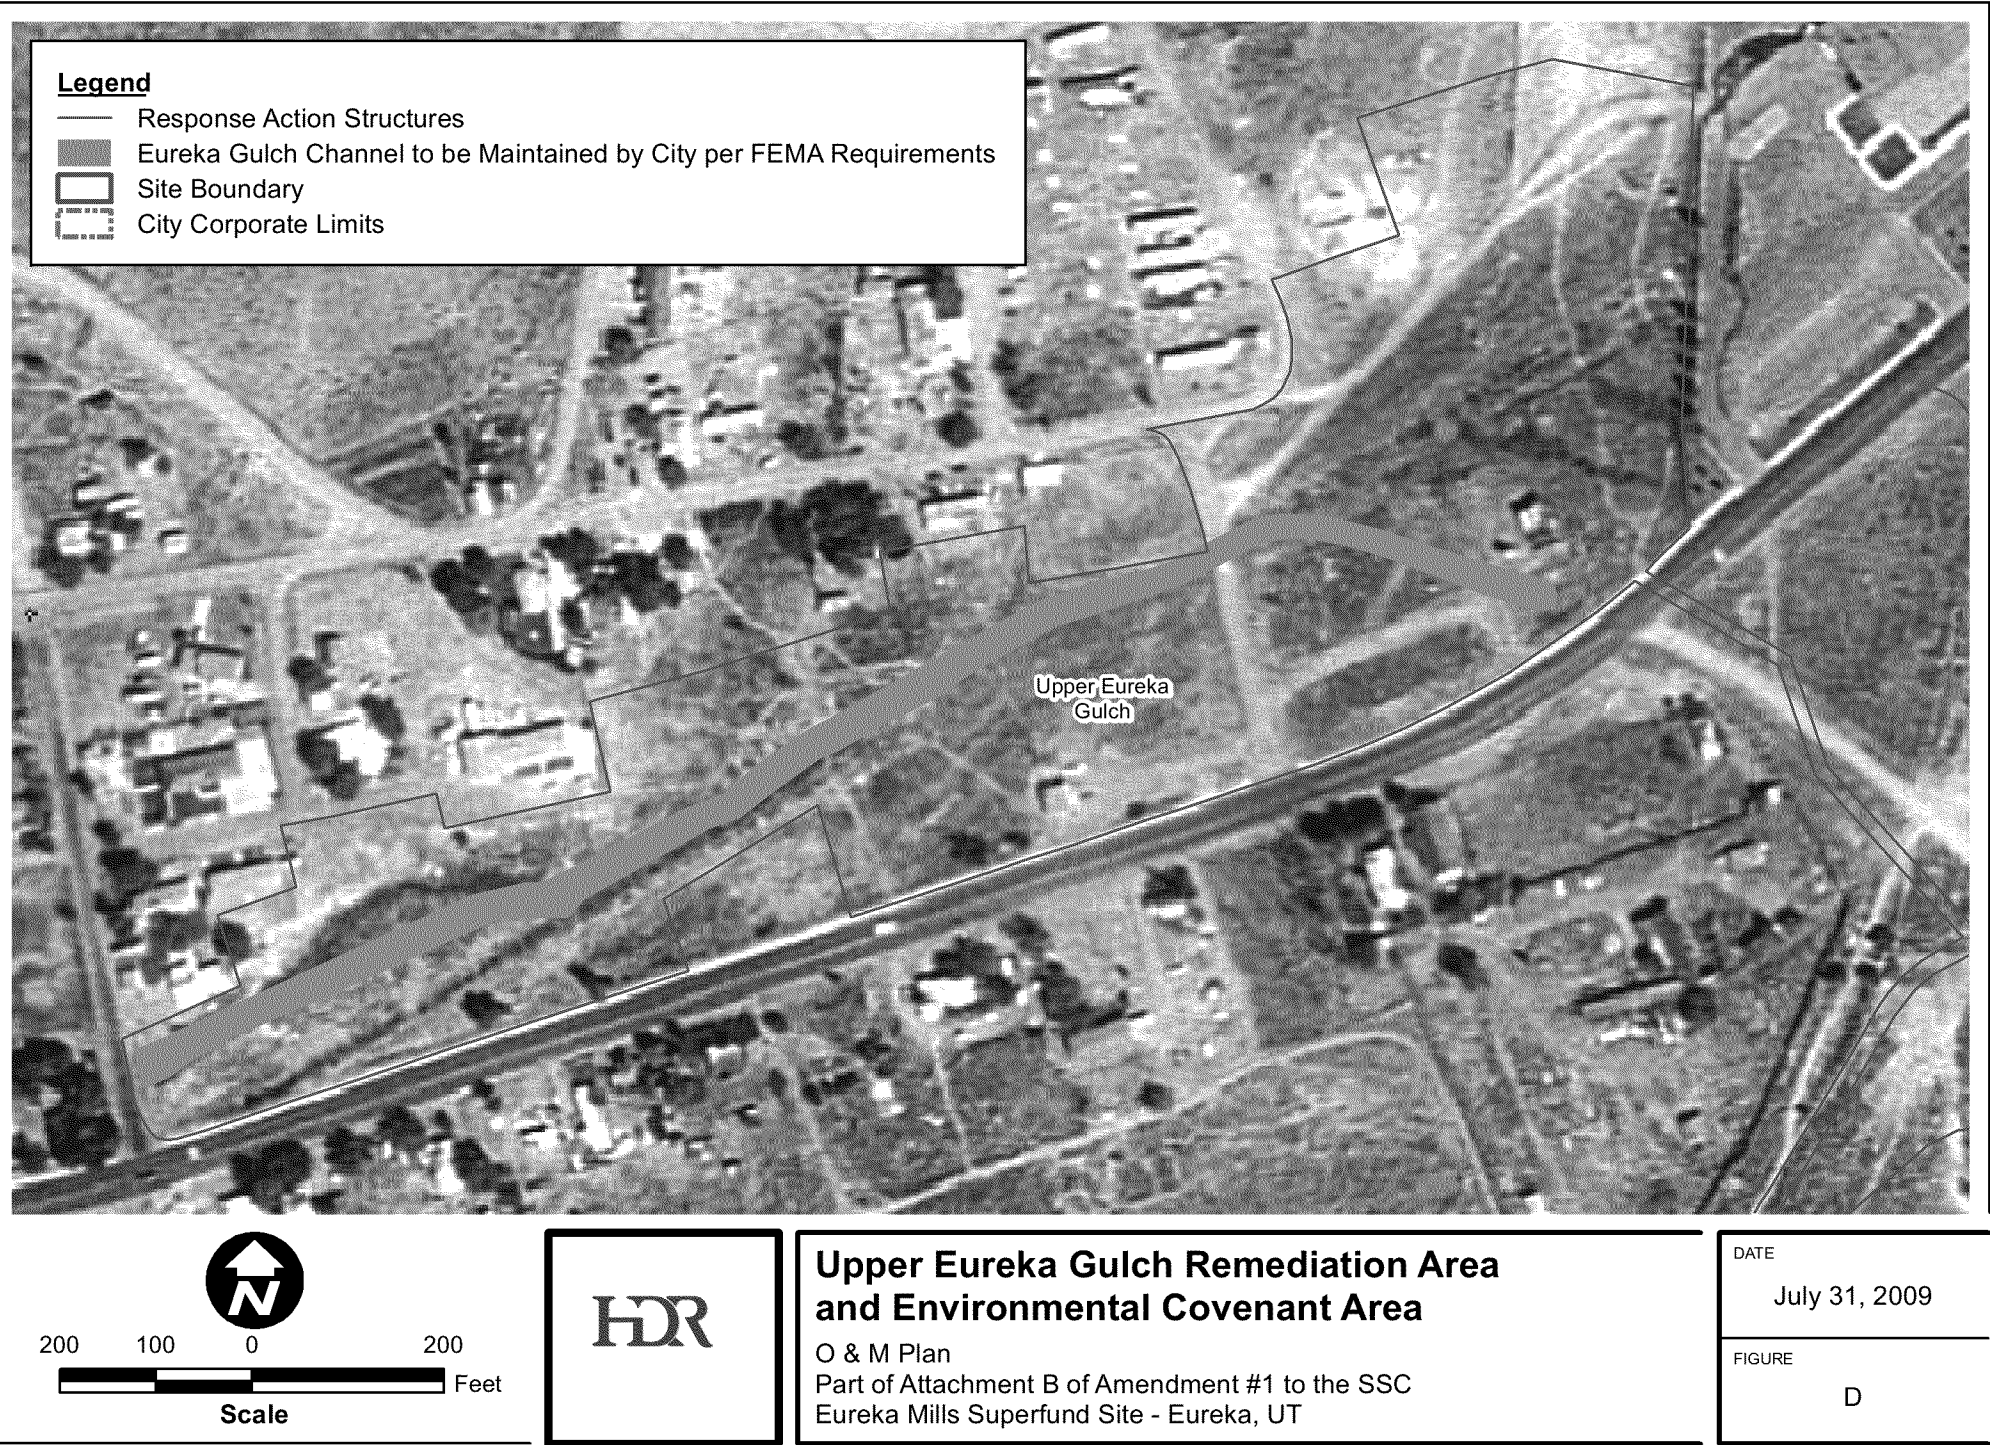 Legend
Response Action Structures
Eureka Gulch Channel to be Maintained by City per FEMA Requirements
Site Boundary
City Corporate Limits
Upper Eureka
Gulch
N
200 100 0 200
Feet
Scale
HDR
Upper Eureka Gulch Remediation Area
and Environmental Covenant Area
O & M Plan
Part of Attachment B of Amendment #1 to the SSC
Eureka Mills Superfund Site - Eureka, UT
DATE
July 31, 2009
FIGURE
D